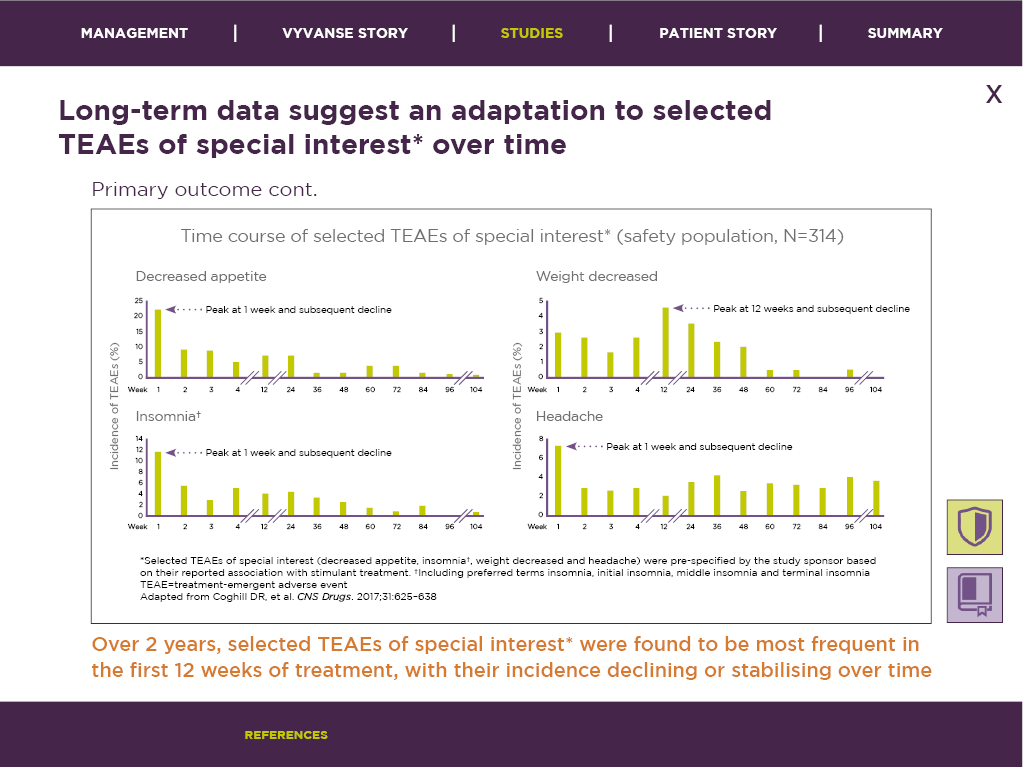 MANAGEMENT | VYVANSE STORY | STUDIES | PATIENT STORY | SUMMARY
X
Long-term data suggest an adaptation to selected
TEAEs of special interest* over time
Primary outcome cont.
Time course of selected TEAEs of special interest* (safety population, N=314)
Decreased appetite
Incidence of TEAEs (%)
25
20
15
10
5
0
Peak at 1 week and subsequent decline
Week 1 2 3 4 12 24 36 48 60 72 84 96 104
Weight decreased
Incidence of TEAEs (%)
5
4
3
2
1
0
Peak at 12 weeks and subsequent decline
Week 1 2 3 4 12 24 36 48 60 72 84 96 104
Insomnia†
14
12
10
8
6
4
2
0
Peak at 1 week and subsequent decline
Week 1 2 3 4 12 24 36 48 60 72 84 96 104
Headache
8
6
4
2
0
Peak at 1 week and subsequent decline
Week 1 2 3 4 12 24 36 48 60 72 84 96 104
*Selected TEAEs of special interest (decreased appetite, insomnia†, weight decreased and headache) were pre-specified by the study sponsor based
on their reported association with stimulant treatment. †Including preferred terms insomnia, initial insomnia, middle insomnia and terminal insomnia
TEAE=treatment-emergent adverse event
Adapted from Coghill DR, et al. CNS Drugs. 2017;31:625–638
Over 2 years, selected TEAEs of special interest* were found to be most frequent in
the first 12 weeks of treatment, with their incidence declining or stabilising over time
REFERENCES